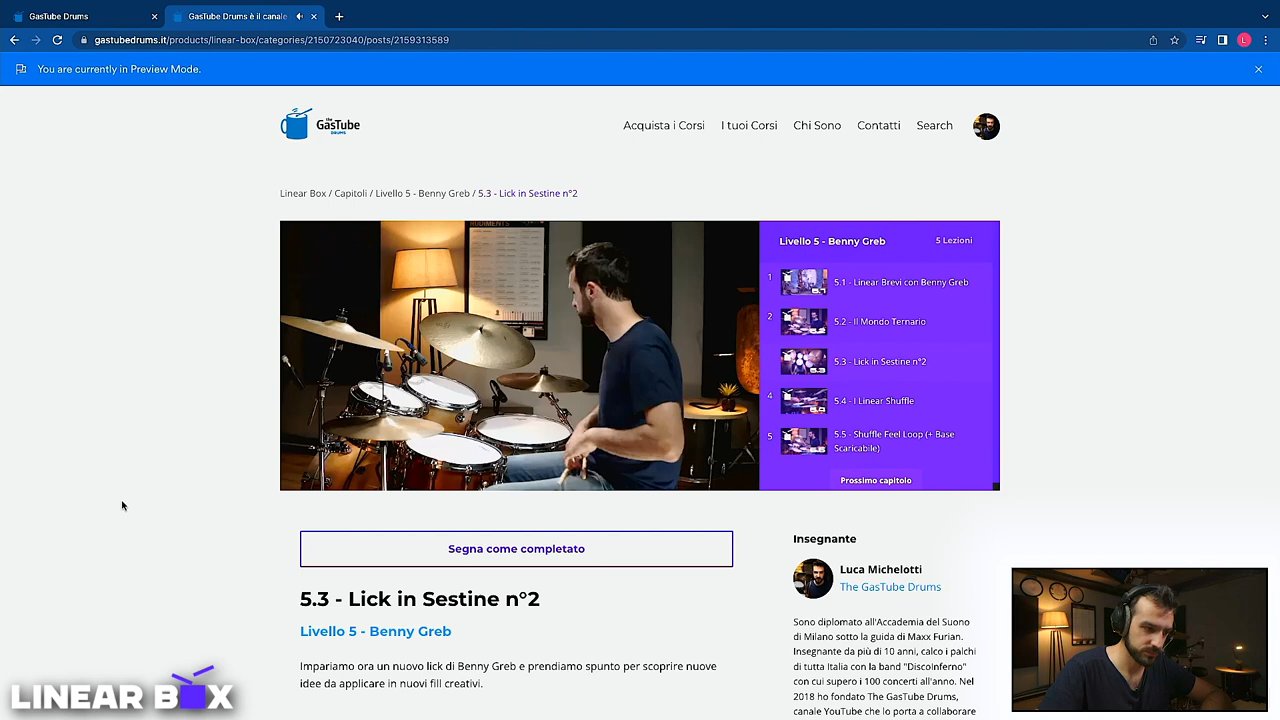 GasTube Drums
GasTube Drums è il canale
gastubedrums.it/products/linear-box/categories/2150723040/posts/2159313589
L
You are currently in Preview Mode.
The
GasTube
DRUMS
Acquista i Corsi
I tuoi Corsi
Chi Sono
Contatti
Search
Linear Box / Capitoli / Livello 5 - Benny Greb / 5.3 - Lick in Sestine n°2
RUDIMENTS
Livello 5 - Benny Greb
5 Lezioni
1
5.1 - Linear Brevi con Benny Greb
2
5.2 - Il Mondo Ternario
5.3 - Lick in Sestine n°2
4
5.4 - I Linear Shuffle
5
5.5 - Shuffle Feel Loop (+ Base
Scaricabile)
Prossimo capitolo
Segna come completato
5.3 - Lick in Sestine n°2
Livello 5 - Benny Greb
Impariamo ora un nuovo lick di Benny Greb e prendiamo spunto per scoprire nuove
idee da applicare in nuovi fill creativi.
Insegnante
Luca Michelotti
The GasTube Drums
Sono diplomato all'Accademia del Suono
di Milano sotto la guida di Maxx Furian.
Insegnante da più di 10 anni, calco i palchi
di tutta Italia con la band "DiscoInferno"
con cui supero i 100 concerti all'anno. Nel
2018 ho fondato The GasTube Drums,
canale YouTube che lo porta a collaborare
LINEAR BOX